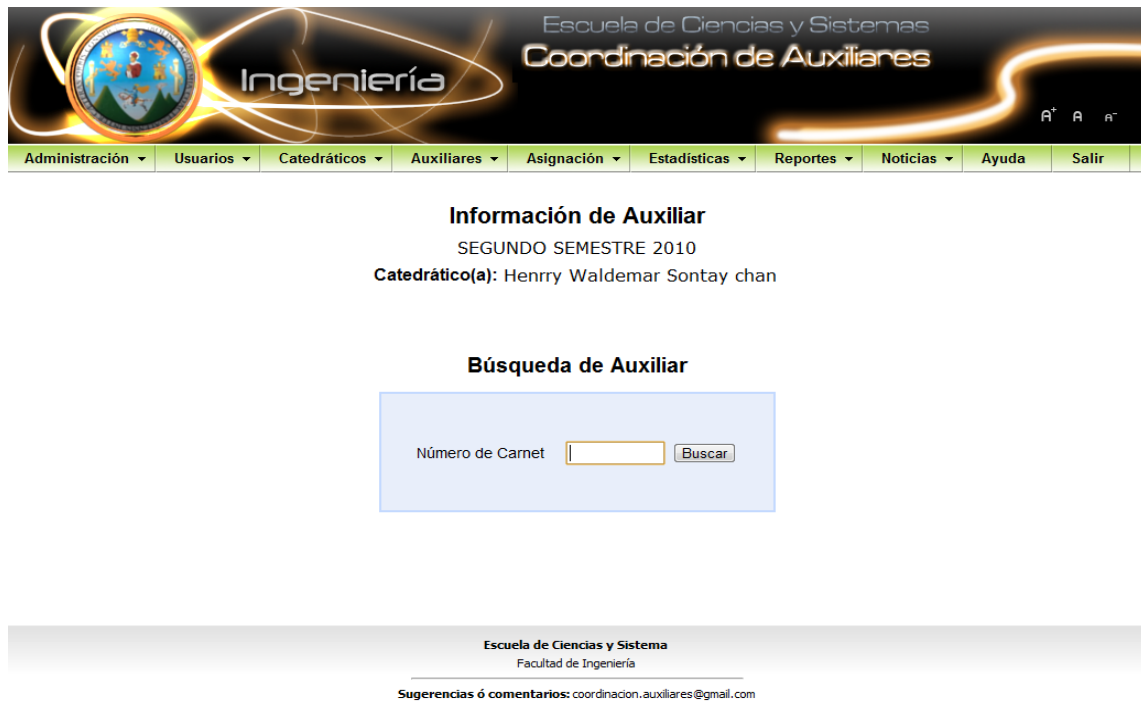 Escuela de Ciencias y Sistemas
Coordinación de Auxiliares
Ingeniería
A+ A A-
Administración Usuarios Catedráticos Auxiliares Asignación Estadísticas Reportes Noticias Ayuda Salir
Información de Auxiliar
SEGUNDO SEMESTRE 2010
Catedrático(a): Henrry Waldemar Sontay chan
Búsqueda de Auxiliar
Número de Carnet Buscar
Escuela de Ciencias y Sistema
Facultad de Ingeniería
Sugerencias ó comentarios: coordinacion.auxiliares@gmail.com